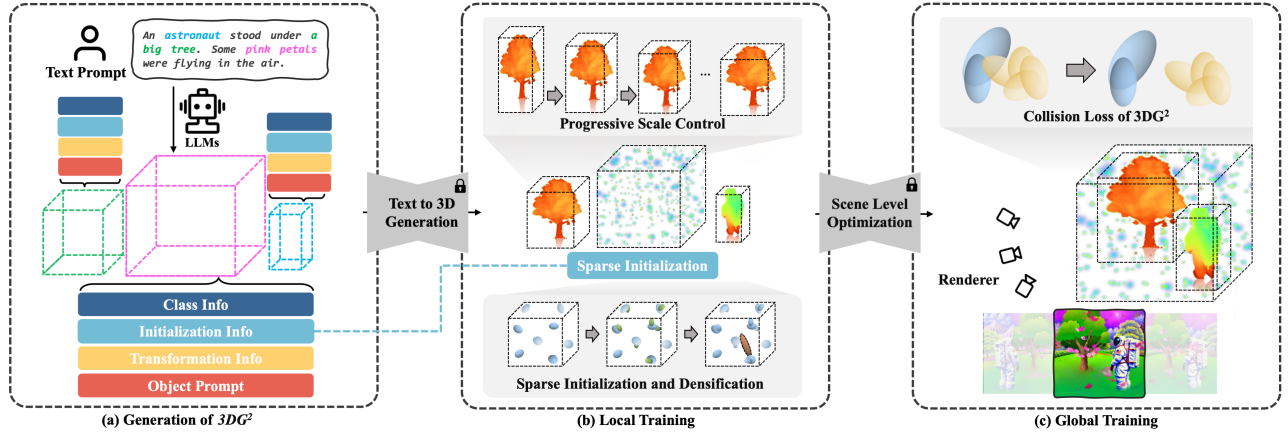 An astronaut stood under a
big tree. Some pink petals
were flying in the air.
Text Prompt
LLMs
Class Info
Initialization Info
Transformation Info
Object Prompt
(a) Generation of 3DG²
Text to 3D
Generation
...
Progressive Scale Control
Sparse Initialization
Sparse Initialization and Densification
(b) Local Training
Scene Level
Optimization
Collision Loss of 3DG²
Renderer
(c) Global Training